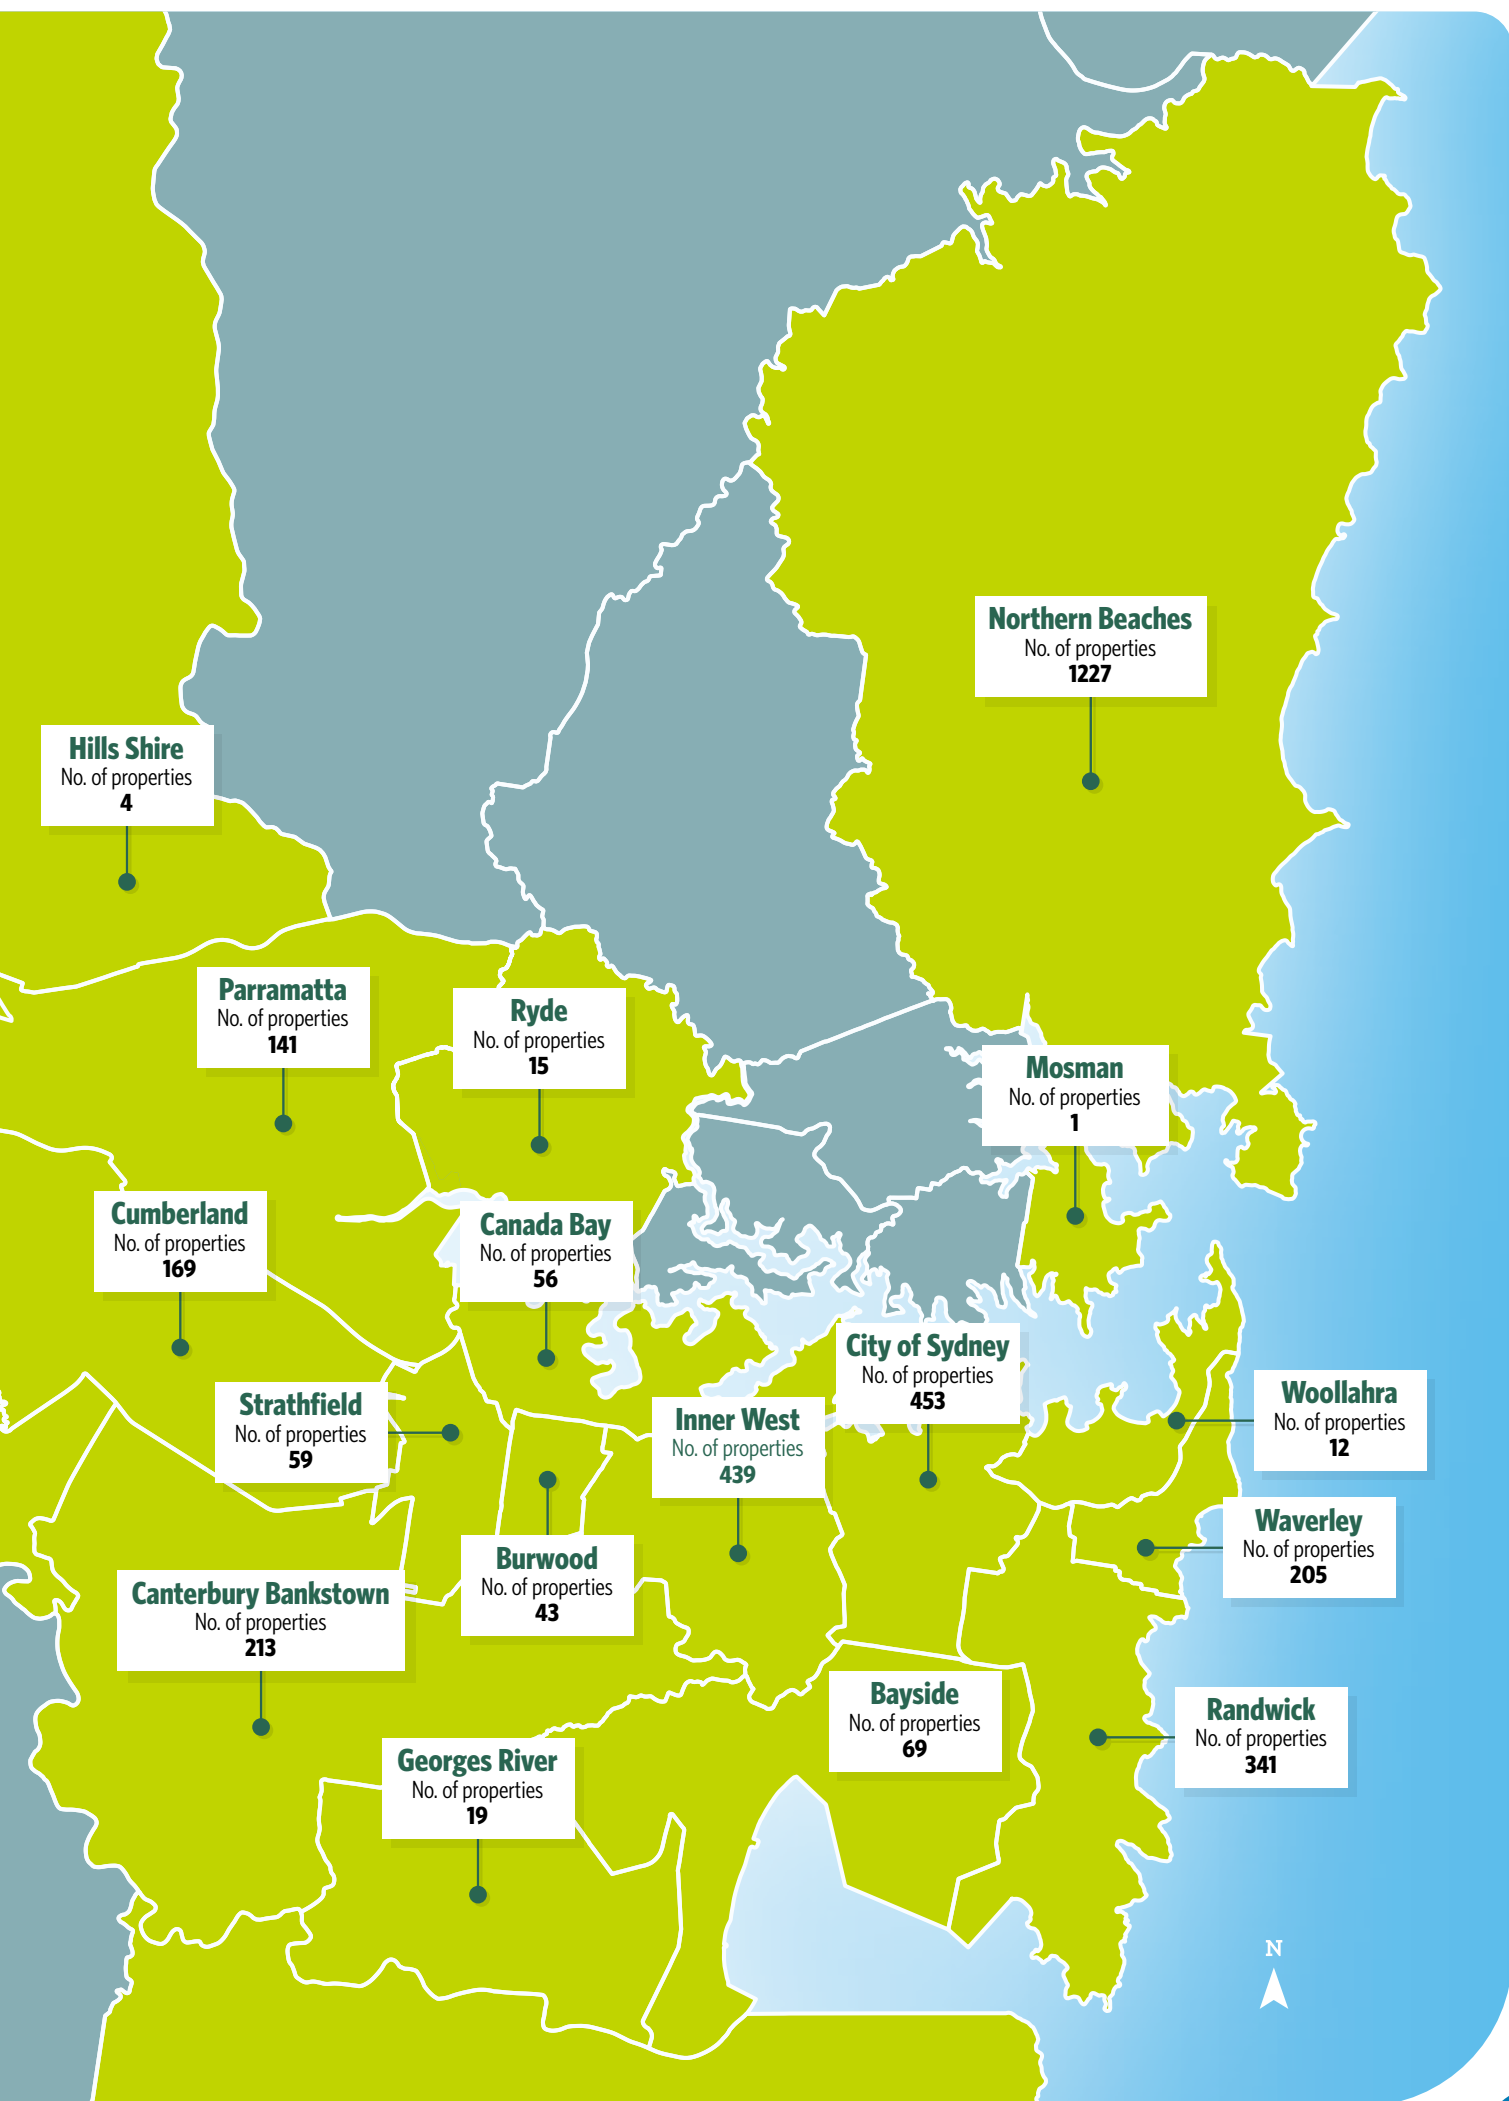 Northern Beaches
No. of properties
1227
Hills Shire
No. of properties
4
Parramatta
No. of properties
141
Ryde
No. of properties
15
Mosman
No. of properties
1
Cumberland
No. of properties
169
Canada Bay
No. of properties
56
City of Sydney
No. of properties
453
Woollahra
No. of properties
12
Strathfield
No. of properties
59
Inner West
No. of properties
439
Waverley
No. of properties
205
Burwood
No. of properties
43
Canterbury Bankstown
No. of properties
213
Bayside
No. of properties
69
Randwick
No. of properties
341
Georges River
No. of properties
19
N